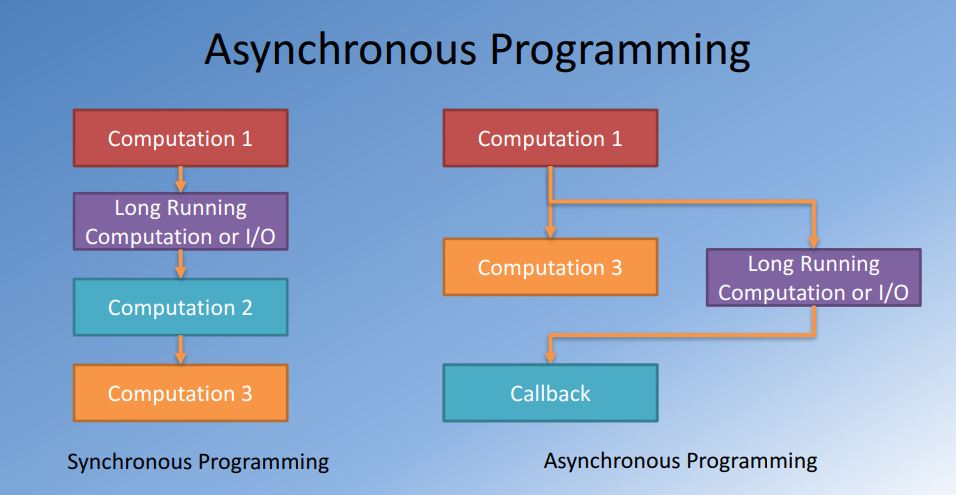 Asynchronous Programming
Computation 1
Long Running
Computation or I/O
Computation 2
Computation 3
Synchronous Programming
Computation 1
Computation 3
Long Running
Computation or I/O
Callback
Asynchronous Programming